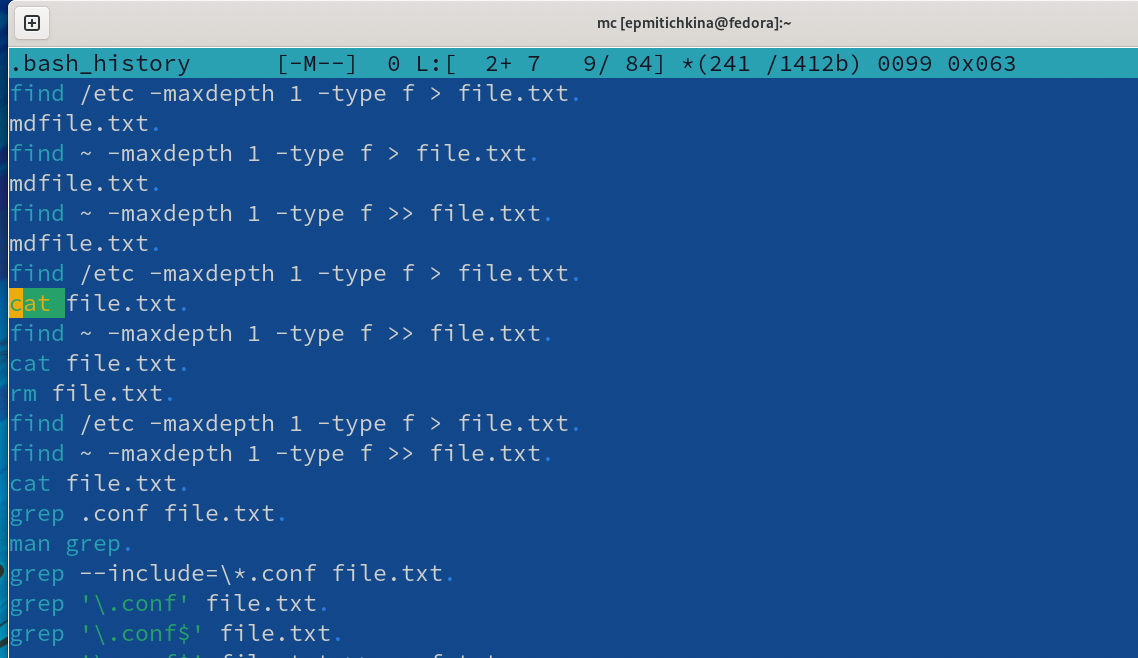 mc [epmitichkina@fedora]:~
.bash_history [-M--] 0 L:[ 2+ 7 9/ 84] *(241 /1412b) 0099 0x063
find /etc -maxdepth 1 -type f > file.txt.
mdfile.txt.
find ~ -maxdepth 1 -type f > file.txt.
mdfile.txt.
find ~ -maxdepth 1 -type f >> file.txt.
mdfile.txt.
find /etc -maxdepth 1 -type f > file.txt.
cat file.txt.
find ~ -maxdepth 1 -type f >> file.txt.
cat file.txt.
rm file.txt.
find /etc -maxdepth 1 -type f > file.txt.
find ~ -maxdepth 1 -type f >> file.txt.
cat file.txt.
grep .conf file.txt.
man grep.
grep --include=\*.conf file.txt.
grep '\.conf' file.txt.
grep '\.conf$' file.txt.